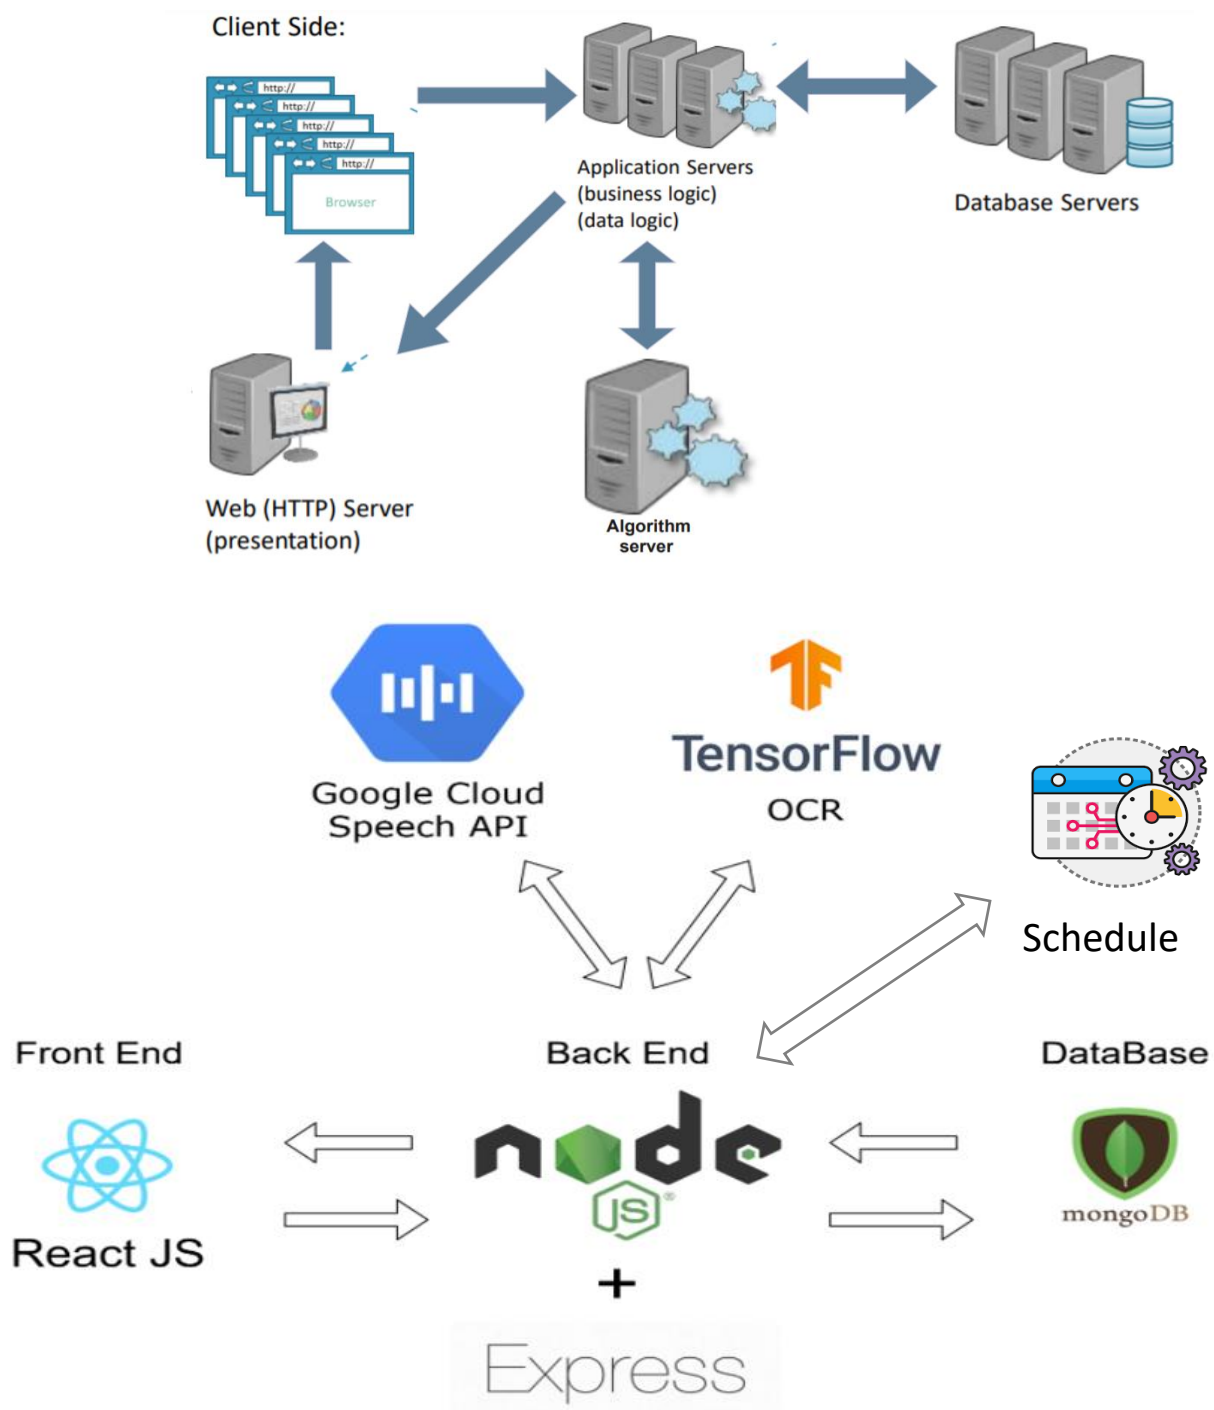 Client Side:
http://
http://
http://
http://
http://
Browser
Application Servers
(business logic)
(data logic)
Database Servers
Web (HTTP) Server
(presentation)
Algorithm
server
Google Cloud
Speech API
TensorFlow
OCR
Schedule
Front End
Back End
DataBase
node
JS®
React JS
mongoDB
+
Express